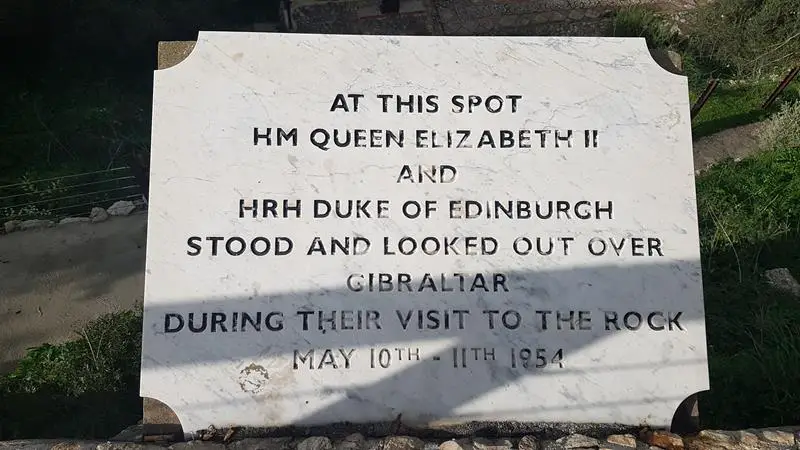 AT THIS SPOT
HM QUEEN ELIZABETH II
AND
HRH DUKE OF EDINBURGH
STOOD AND LOOKED OUT OVER
GIBRALTAR
DURING THEIR VISIT TO THE ROCK
MAY 10TH - 11TH 1954